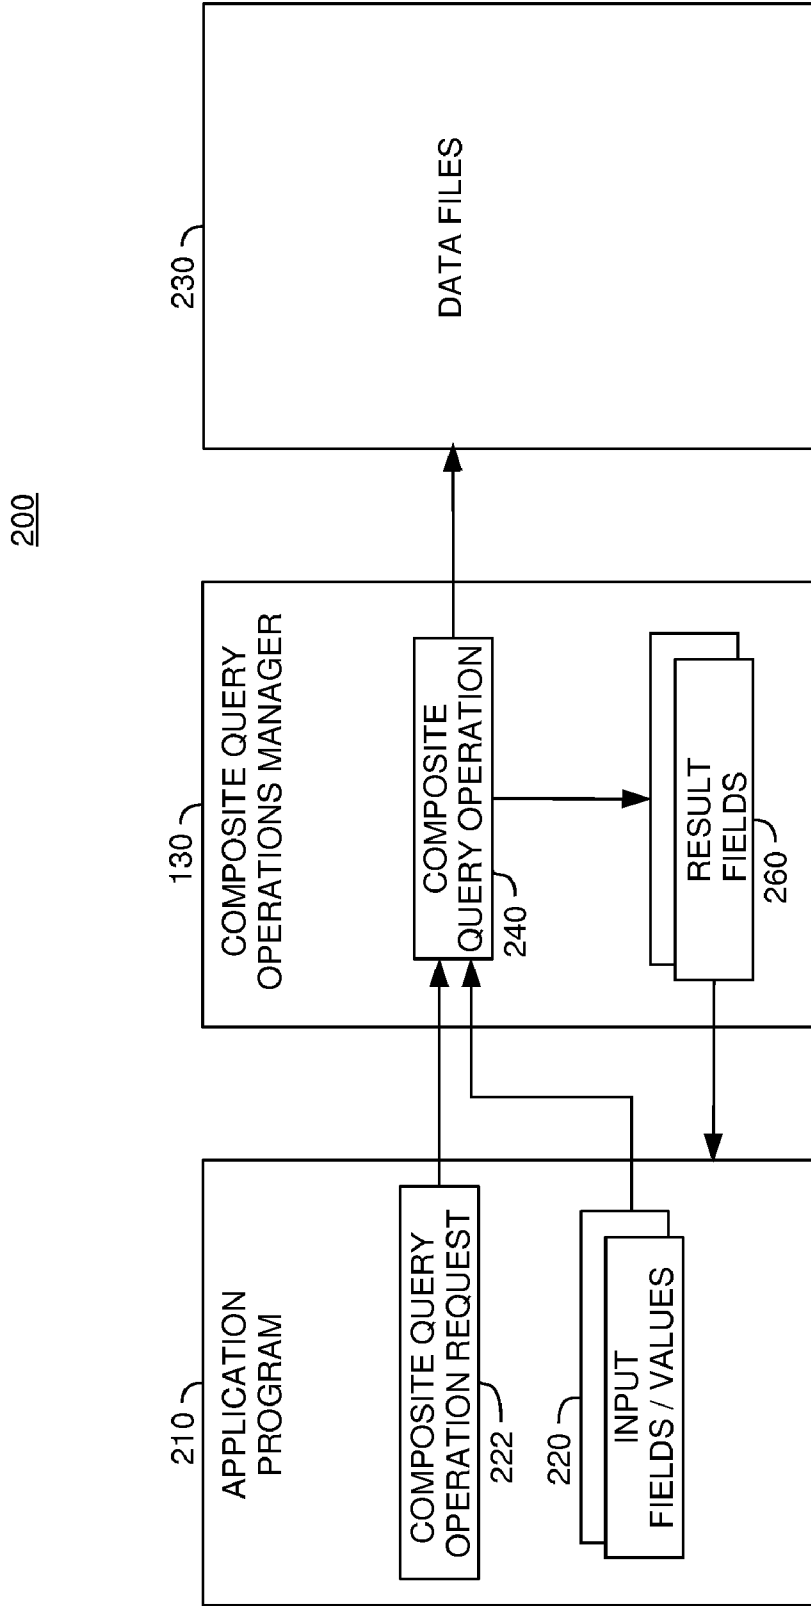 200
210
APPLICATION
PROGRAM
COMPOSITE QUERY
OPERATION REQUEST
222
220
INPUT
FIELDS / VALUES
130
COMPOSITE QUERY
OPERATIONS MANAGER
COMPOSITE
QUERY OPERATION
240
RESULT
FIELDS
260
230
DATA FILES